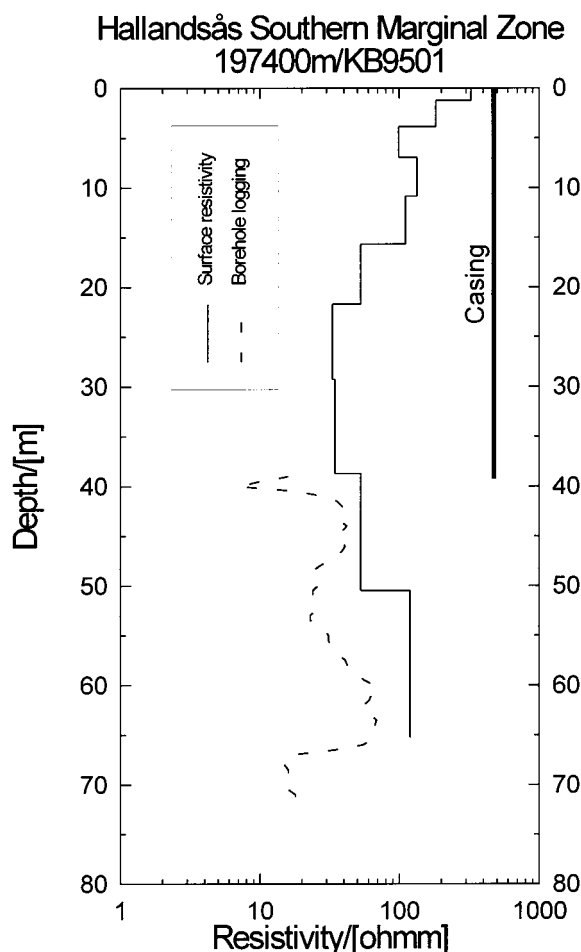 Hallandsås Southern Marginal Zone
197400m/KB9501
0 0
10 10
20 20
30 30
40 40
50 50
60 60
70 70
80 80
Depth/[m]
Surface resistivity
Borehole logging
Casing
1 10 100 1000
Resistivity/[ohmm]